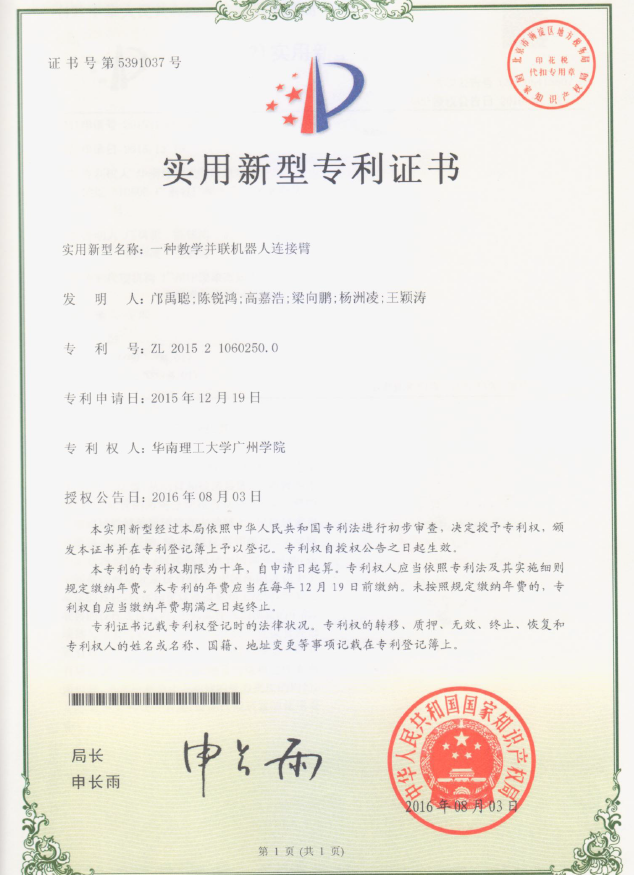 证书号第5391037号
北京市海淀区地方税务局
印花税
代扣专用章
国家知识产权局
实用新型专利证书
实用新型名称：一种教学并联机器人连接臂
发明人：邝禹聪;陈锐鸿;高嘉浩;梁向鹏;杨洲凌;王颖涛
专利号：ZL 2015 2 1060250.0
专利申请日：2015年12月19日
专利权人：华南理工大学广州学院
授权公告日：2016年08月03日
本实用新型经过本局依照中华人民共和国专利法进行初步审查，决定授予专利权，颁
发本证书并在专利登记簿上予以登记。专利权自授权公告之日起生效。
本专利的专利权期限为十年，自申请日起算。专利权人应当依照专利法及其实施细则
规定缴纳年费。本专利的年费应当在每年12月19日前缴纳。未按照规定缴纳年费的，专
利权自应当缴纳年费期满之日起终止。
专利证书记载专利权登记时的法律状况。专利权的转移、质押、无效、终止、恢复和
专利权人的姓名或名称、国籍、地址变更等事项记载在专利登记簿上。
局长
申长雨
申长雨
中华人民共和国国家知识产权局
2016年08月03日
第1页(共1页)